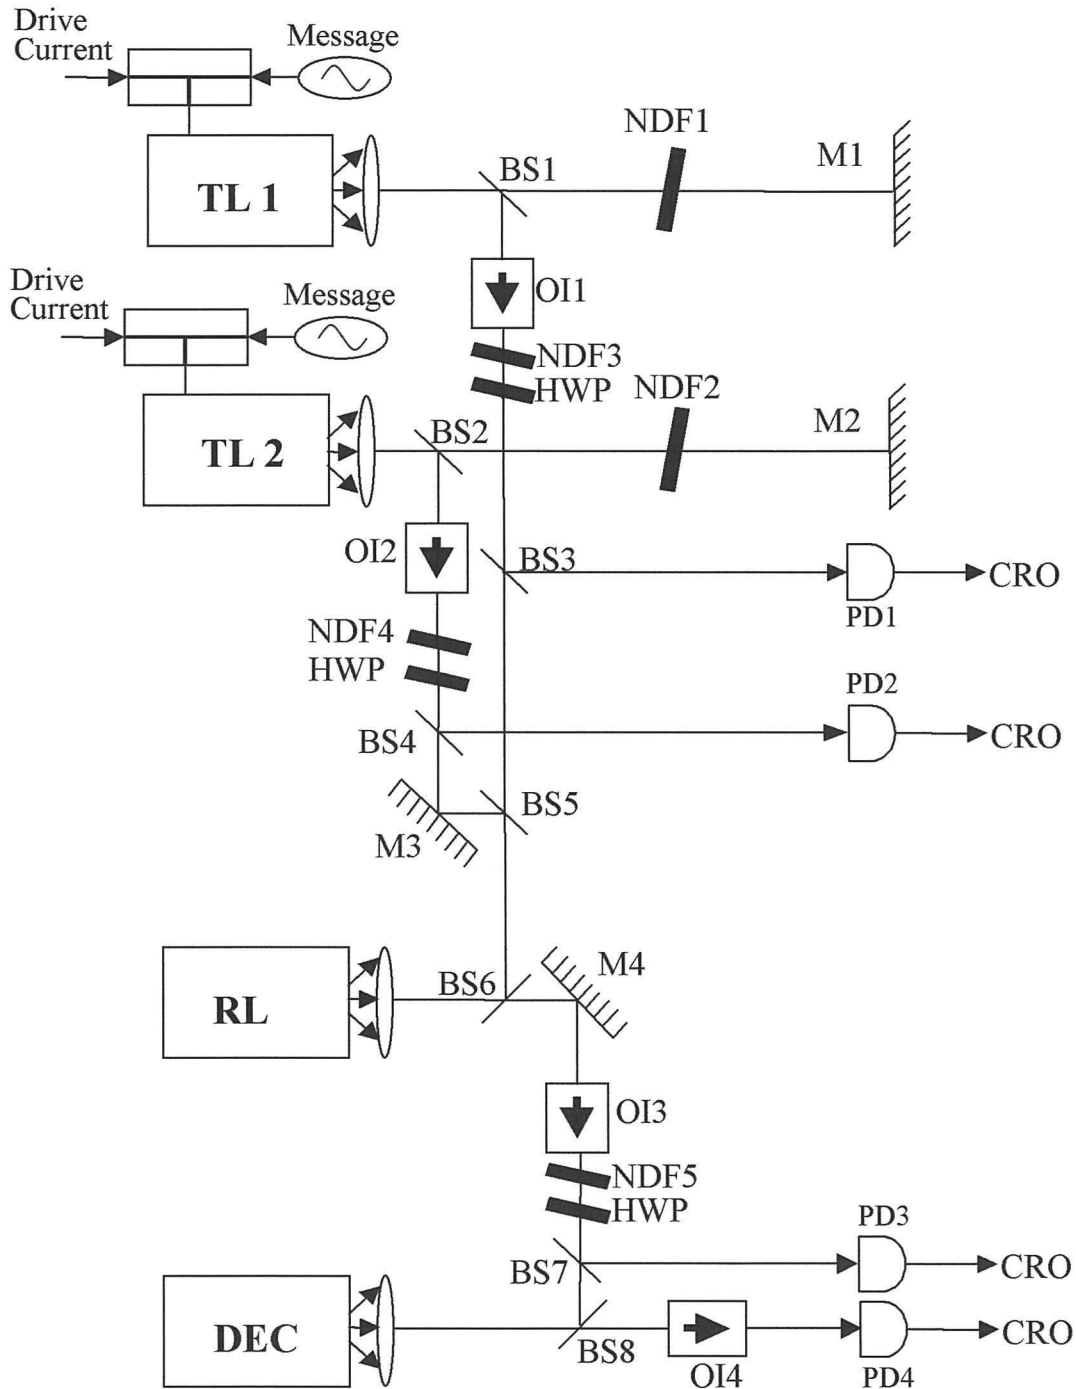 Drive
Current
Message
TL 1
BS1
NDF1
M1
OI1
Drive
Current
Message
NDF3
HWP
NDF2
M2
TL 2
BS2
OI2
BS3
PD1
CRO
NDF4
HWP
PD2
BS4
CRO
BS5
M3
RL
BS6
M4
OI3
NDF5
HWP
PD3
BS7
CRO
DEC
BS8
OI4
PD4
CRO